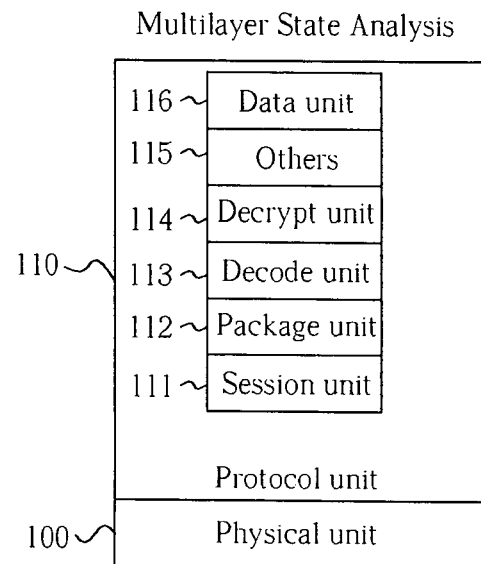 Multilayer State Analysis
116 Data unit
115 Others
114 Decrypt unit
110
113 Decode unit
112 Package unit
111 Session unit
Protocol unit
100 Physical unit